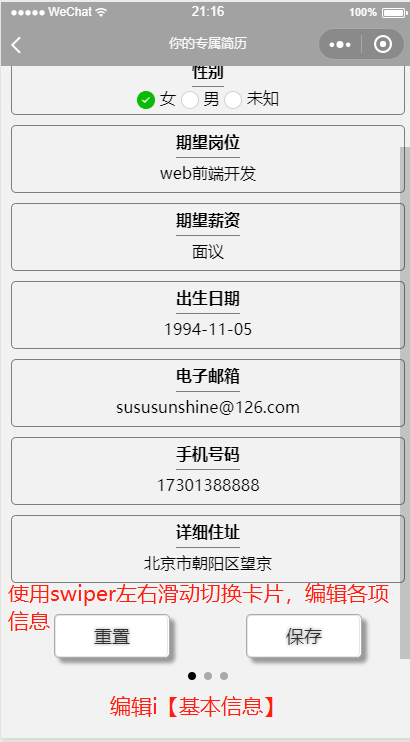 WeChat 21:16 100%
你的专属简历
性别
女 男 未知
期望岗位
web前端开发
期望薪资
面议
出生日期
1994-11-05
电子邮箱
sususunshine@126.com
手机号码
17301388888
详细住址
北京市朝阳区望京
使用swiper左右滑动切换卡片，编辑各项
信息
重置 保存
编辑i【基本信息】